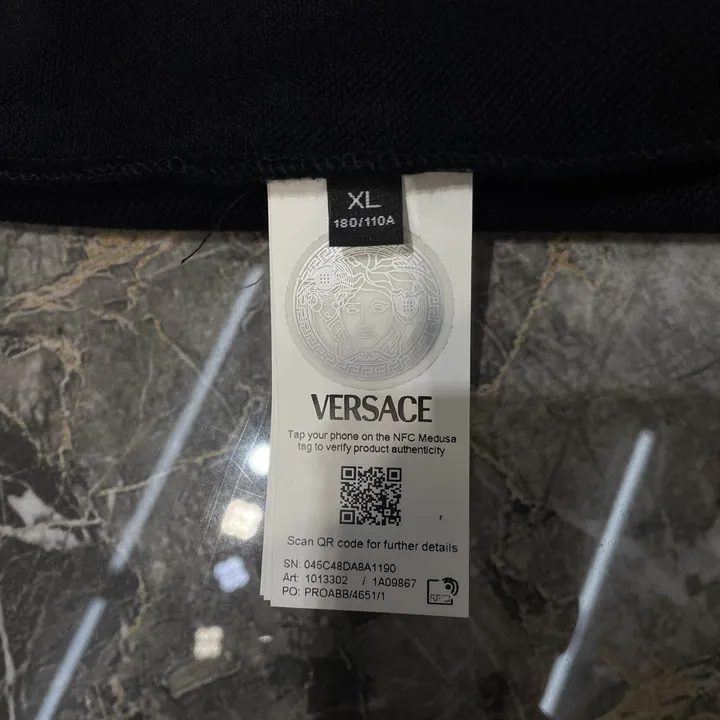 XL
180/110A
VERSACE
Tap your phone on the NFC Medusa
tag to verify product authenticity
Scan QR code for further details
SN: 045C48DA8A1190
Art: 1013302 / 1A09867
PO: PROABB/4651/1
RFID